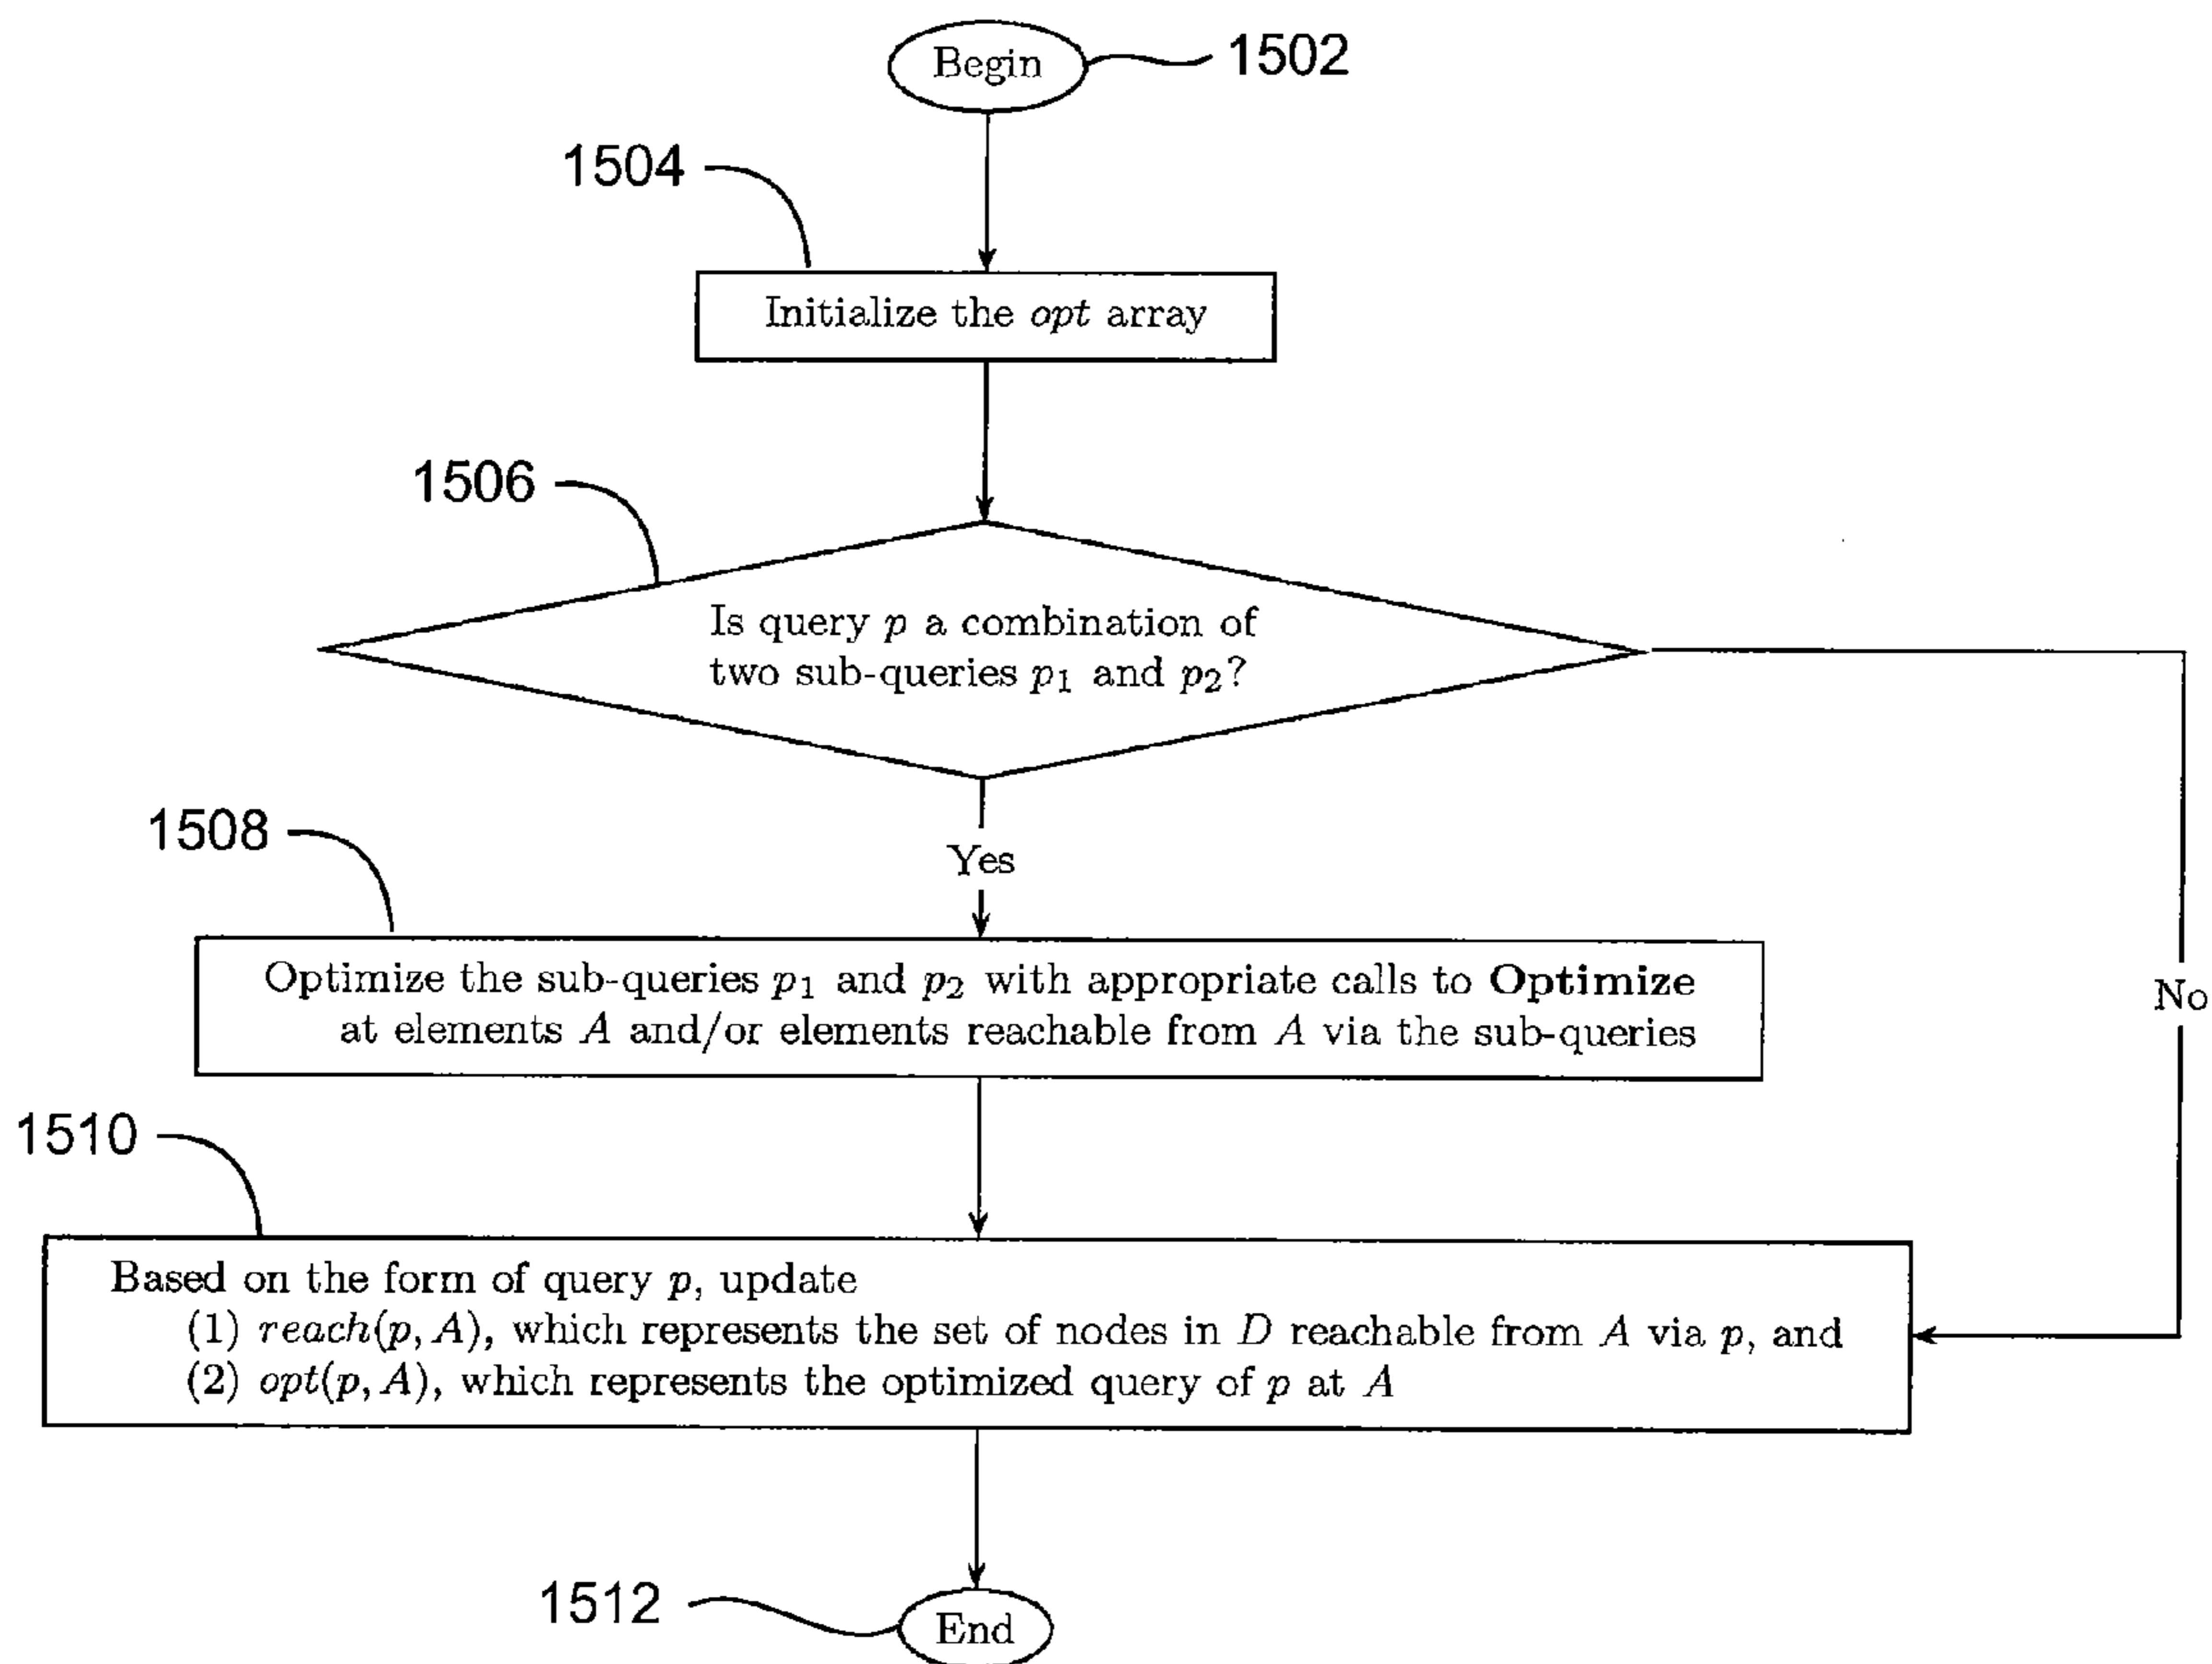 Begin
1502
1504
Initialize the opt array
1506
Is query p a combination of
two sub-queries p₁ and p₂?
1508
Yes
Optimize the sub-queries p₁ and p₂ with appropriate calls to Optimize
at elements A and/or elements reachable from A via the sub-queries
No
1510
Based on the form of query p, update
(1) reach(p, A), which represents the set of nodes in D reachable from A via p, and
(2) opt(p, A), which represents the optimized query of p at A
1512
End